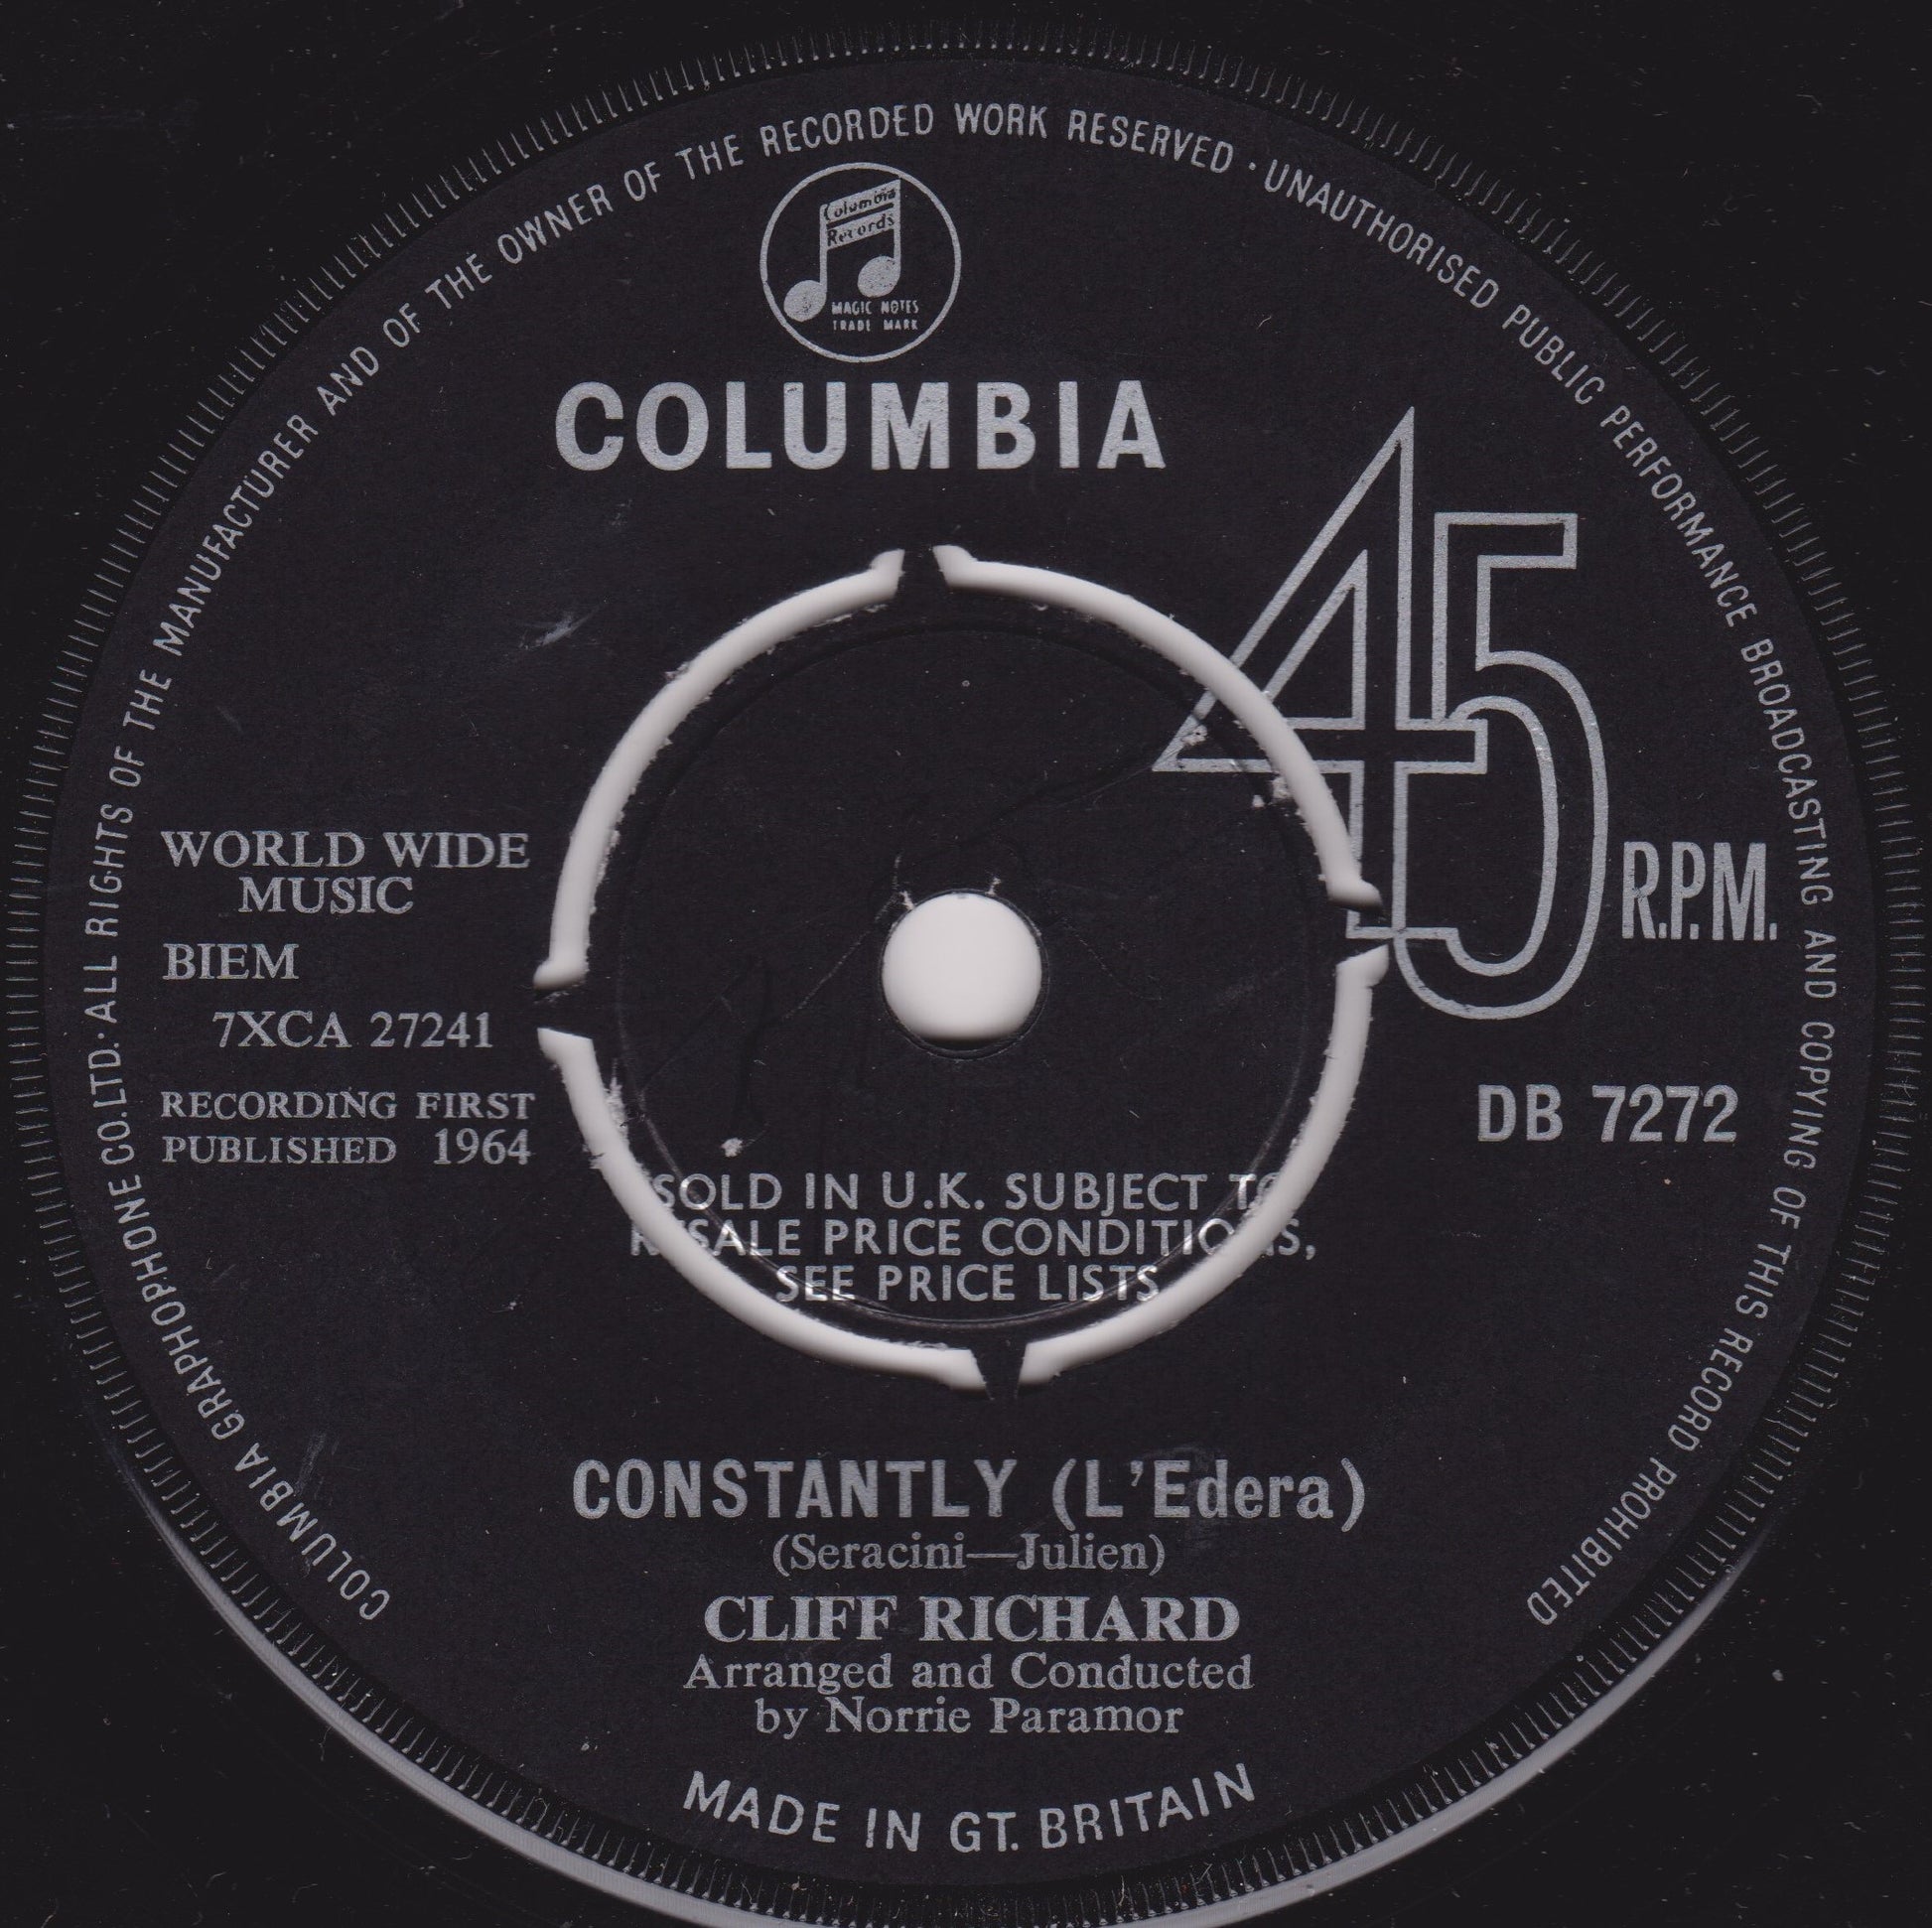 COLUMBIA GRAPHOPHONE CO. LTD. · ALL RIGHTS OF THE MANUFACTURER AND OF THE OWNER OF THE RECORDED WORK RESERVED · UNAUTHORISED PUBLIC PERFORMANCE BROADCASTING AND COPYING OF THIS RECORD PROHIBITED
Columbia
Records
MAGIC NOTES
TRADE MARK
COLUMBIA
45 R.P.M.
WORLD WIDE
MUSIC
BIEM
7XCA 27241
RECORDING FIRST
PUBLISHED 1964
DB 7272
SOLD IN U.K. SUBJECT TO
RESALE PRICE CONDITIONS,
SEE PRICE LISTS
CONSTANTLY (L'Edera)
(Seracini—Julien)
CLIFF RICHARD
Arranged and Conducted
by Norrie Paramor
MADE IN GT. BRITAIN